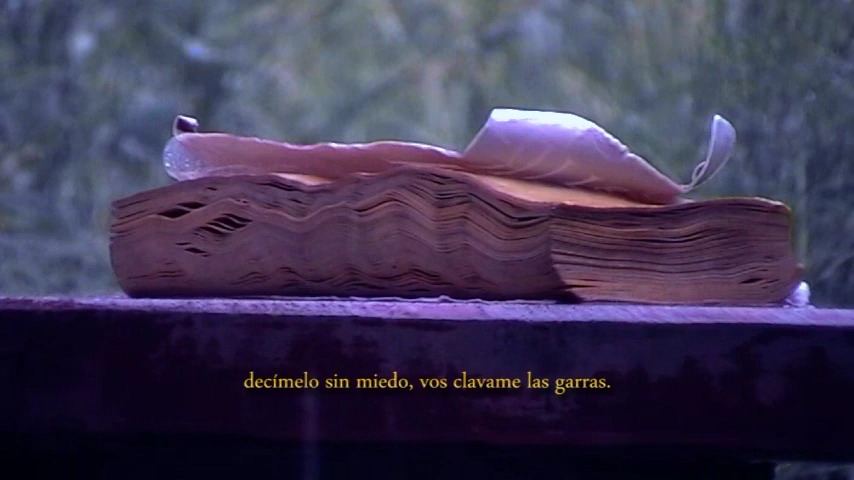 decímelo sin miedo, vos clavame las garras.